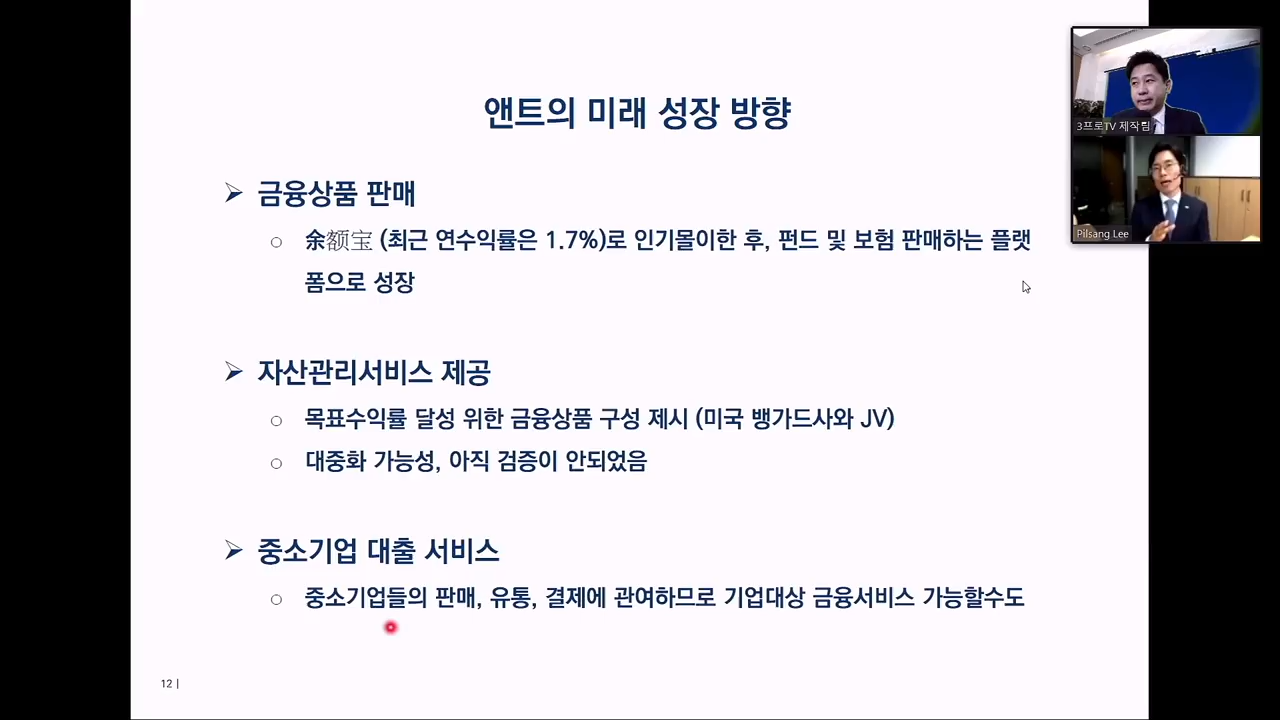 앤트의 미래 성장 방향
➢ 금융상품 판매
○ 余额宝 (최근 연수익률은 1.7%)로 인기몰이한 후, 펀드 및 보험 판매하는 플랫
폼으로 성장
➢ 자산관리서비스 제공
○ 목표수익률 달성 위한 금융상품 구성 제시 (미국 뱅가드사와 JV)
○ 대중화 가능성, 아직 검증이 안되었음
➢ 중소기업 대출 서비스
○ 중소기업들의 판매, 유통, 결제에 관여하므로 기업대상 금융서비스 가능할수도
12 |
3프로TV 제작팀
Pilsang Lee